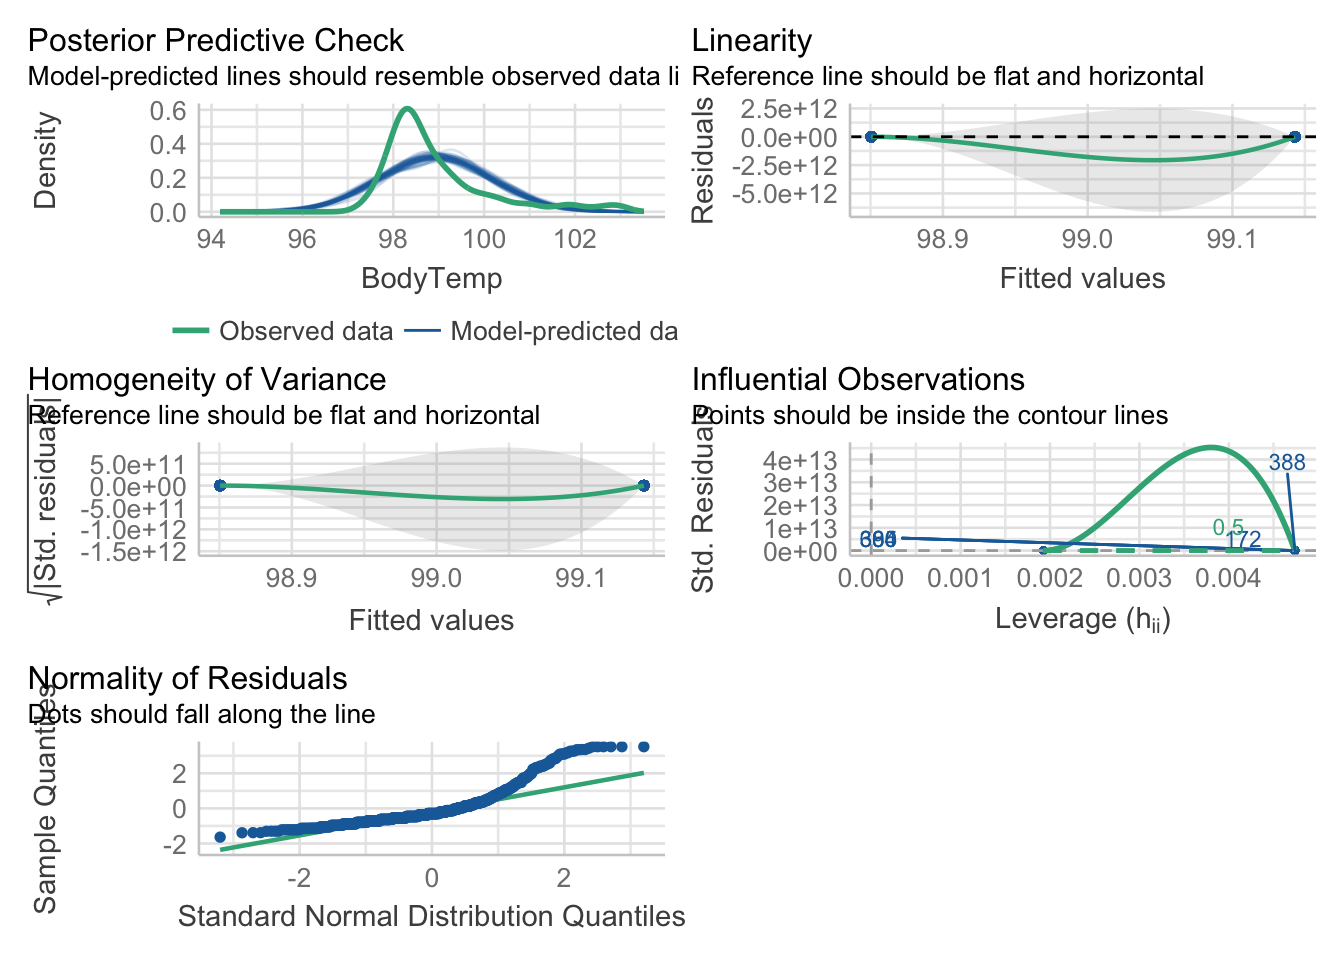 Posterior Predictive Check
Model-predicted lines should resemble observed data li
Density
0.6
0.4
0.2
0.0
94 96 98 100 102
BodyTemp
Observed data Model-predicted da
Linearity
Reference line should be flat and horizontal
Residuals
2.5e+12
0.0e+00
-2.5e+12
-5.0e+12
98.9 99.0 99.1
Fitted values
Homogeneity of Variance
Reference line should be flat and horizontal
√|Std. residuals|
5.0e+11
0.0e+00
-5.0e+11
-1.0e+12
-1.5e+12
98.9 99.0 99.1
Fitted values
Influential Observations
Points should be inside the contour lines
Std. Residuals
4e+13
3e+13
2e+13
1e+13
0e+00
388
0.5
172
0.000 0.001 0.002 0.003 0.004
Leverage (hii)
Normality of Residuals
Dots should fall along the line
Sample Quantiles
2
0
-2
-2 0 2
Standard Normal Distribution Quantiles